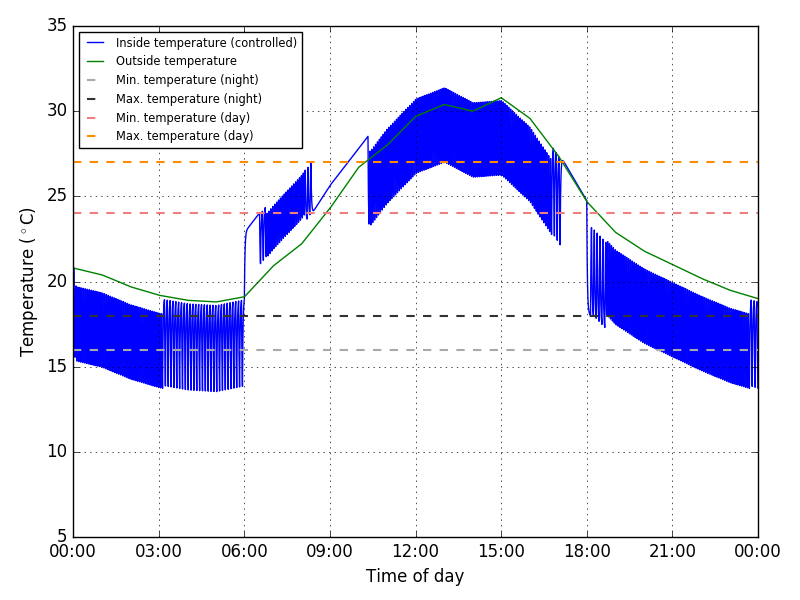 35
30
25
20
15
10
5
Temperature (°C)
Inside temperature (controlled)
Outside temperature
Min. temperature (night)
Max. temperature (night)
Min. temperature (day)
Max. temperature (day)
00:00 03:00 06:00 09:00 12:00 15:00 18:00 21:00 00:00
Time of day